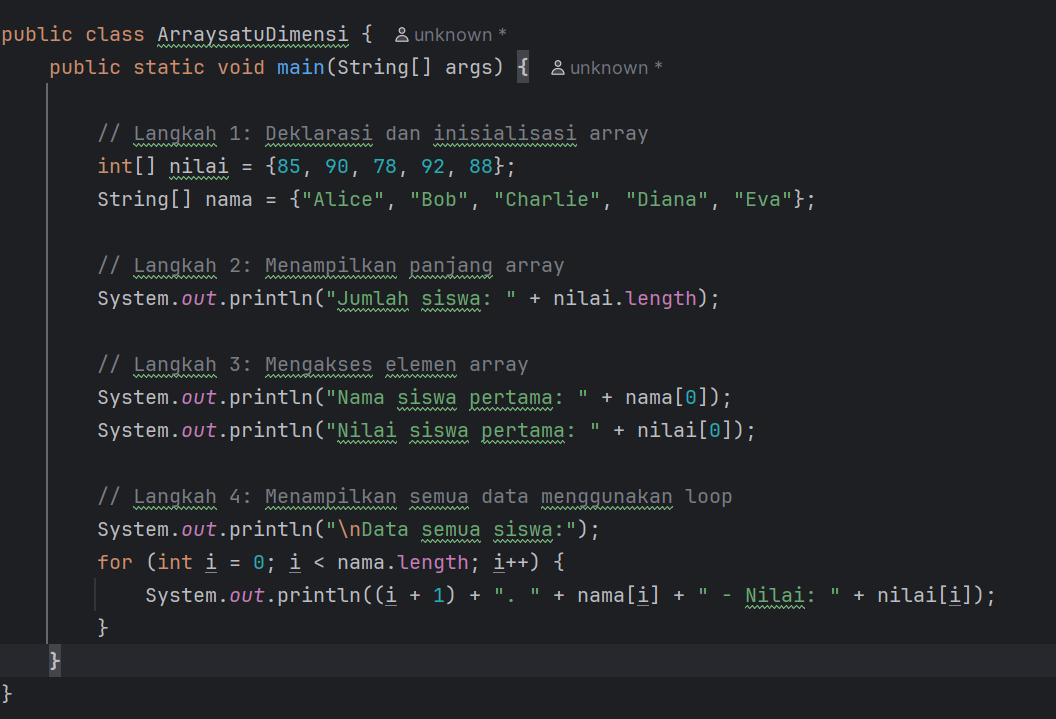 public class ArraysatuDimensi { unknown *
    public static void main(String[] args) { unknown *
        // Langkah 1: Deklarasi dan inisialisasi array
        int[] nilai = {85, 90, 78, 92, 88};
        String[] nama = {"Alice", "Bob", "Charlie", "Diana", "Eva"};
        // Langkah 2: Menampilkan panjang array
        System.out.println("Jumlah siswa: " + nilai.length);
        // Langkah 3: Mengakses elemen array
        System.out.println("Nama siswa pertama: " + nama[0]);
        System.out.println("Nilai siswa pertama: " + nilai[0]);
        // Langkah 4: Menampilkan semua data menggunakan loop
        System.out.println("\nData semua siswa:");
        for (int i = 0; i < nama.length; i++) {
            System.out.println((i + 1) + ". " + nama[i] + " - Nilai: " + nilai[i]);
        }
    }
}